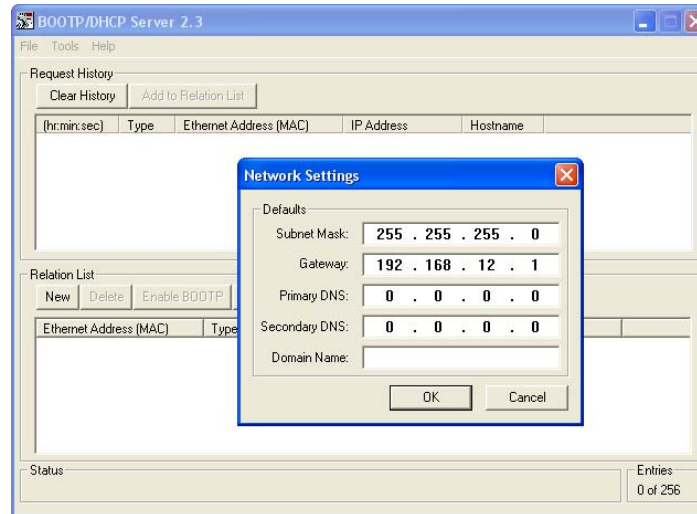 BOOTP/DHCP Server 2.3
File Tools Help
Request History
Clear History Add to Relation List
(hr:min:sec) Type Ethernet Address (MAC) IP Address Hostname
Network Settings
Defaults
Subnet Mask: 255 . 255 . 255 . 0
Gateway: 192 . 168 . 12 . 1
Primary DNS: 0 . 0 . 0 . 0
Secondary DNS: 0 . 0 . 0 . 0
Domain Name:
OK Cancel
Relation List
New Delete Enable BOOTP
Ethernet Address (MAC) Type
Status
Entries
0 of 256